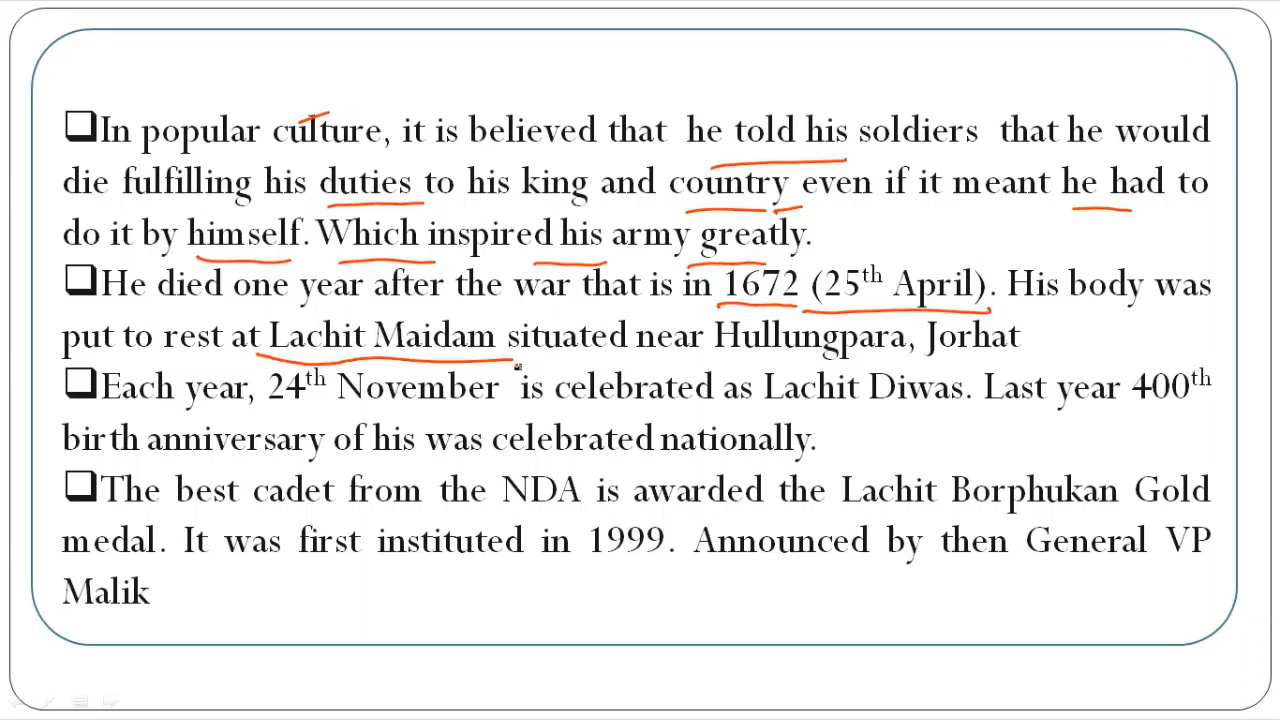 ❑In popular culture, it is believed that he told his soldiers that he would
die fulfilling his duties to his king and country even if it meant he had to
do it by himself. Which inspired his army greatly.
❑He died one year after the war that is in 1672 (25th April). His body was
put to rest at Lachit Maidam situated near Hullungpara, Jorhat
❑Each year, 24th November is celebrated as Lachit Diwas. Last year 400th
birth anniversary of his was celebrated nationally.
❑The best cadet from the NDA is awarded the Lachit Borphukan Gold
medal. It was first instituted in 1999. Announced by then General VP
Malik